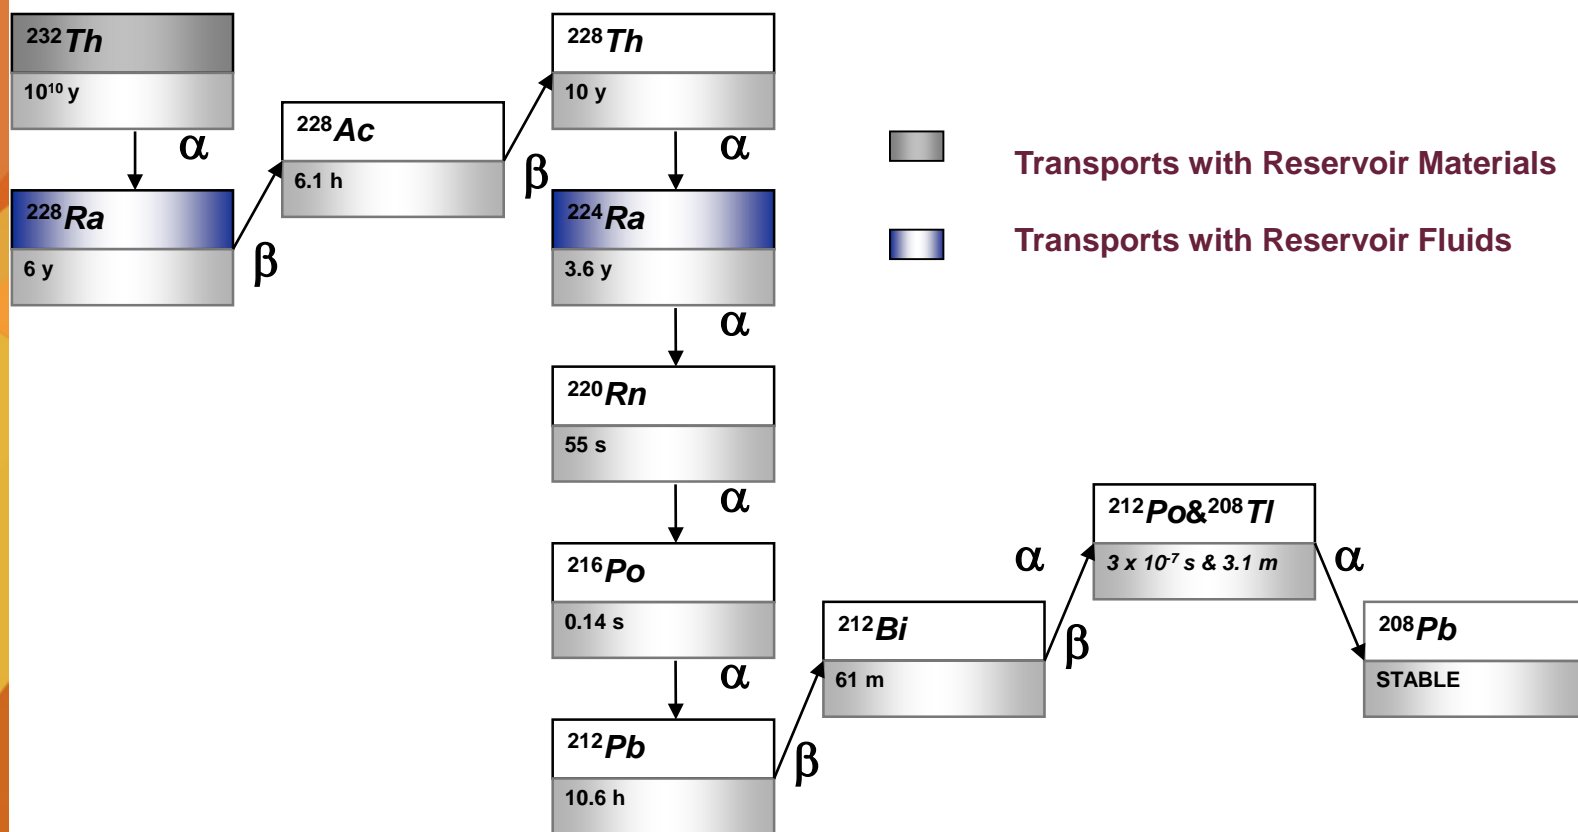 ²³²Th
10¹⁰ y
α
²²⁸Ra
6 y
β
²²⁸Ac
6.1 h
β
²²⁸Th
10 y
α
²²⁴Ra
3.6 y
α
²²⁰Rn
55 s
α
²¹⁶Po
0.14 s
α
²¹²Pb
10.6 h
β
²¹²Bi
61 m
α
β
²¹²Po&²⁰⁸Tl
3 x 10⁻⁷ s & 3.1 m
α
²⁰⁸Pb
STABLE
Transports with Reservoir Materials
Transports with Reservoir Fluids